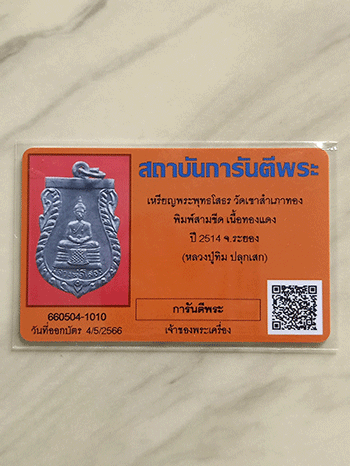 สถาบันการันตีพระ
เหรียญพระพุทธโสธร วัดเขาสำเภาทอง
พิมพ์สามขีด เนื้อทองแดง
ปี 2514 จ.ระยอง
(หลวงปู่ทิม ปลุกเสก)
660504-1010
วันที่ออกบัตร 4/5/2566
การันตีพระ
เจ้าของพระเครื่อง